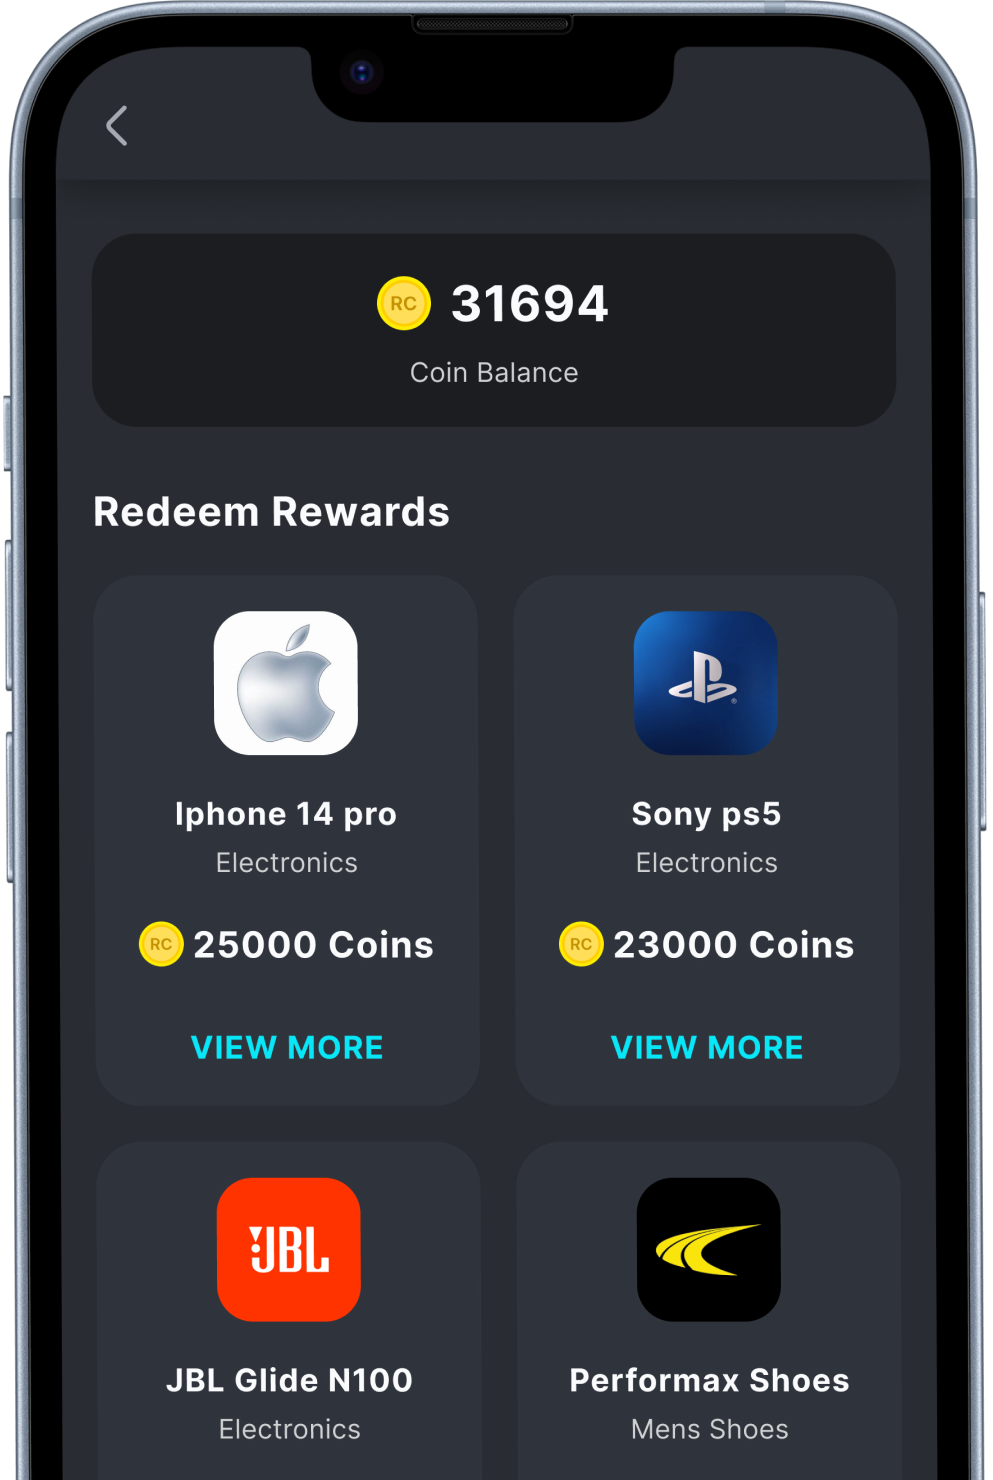 RC 31694
Coin Balance
Redeem Rewards
Iphone 14 pro
Electronics
RC 25000 Coins
VIEW MORE
Sony ps5
Electronics
RC 23000 Coins
VIEW MORE
JBL
JBL Glide N100
Electronics
Performax Shoes
Mens Shoes